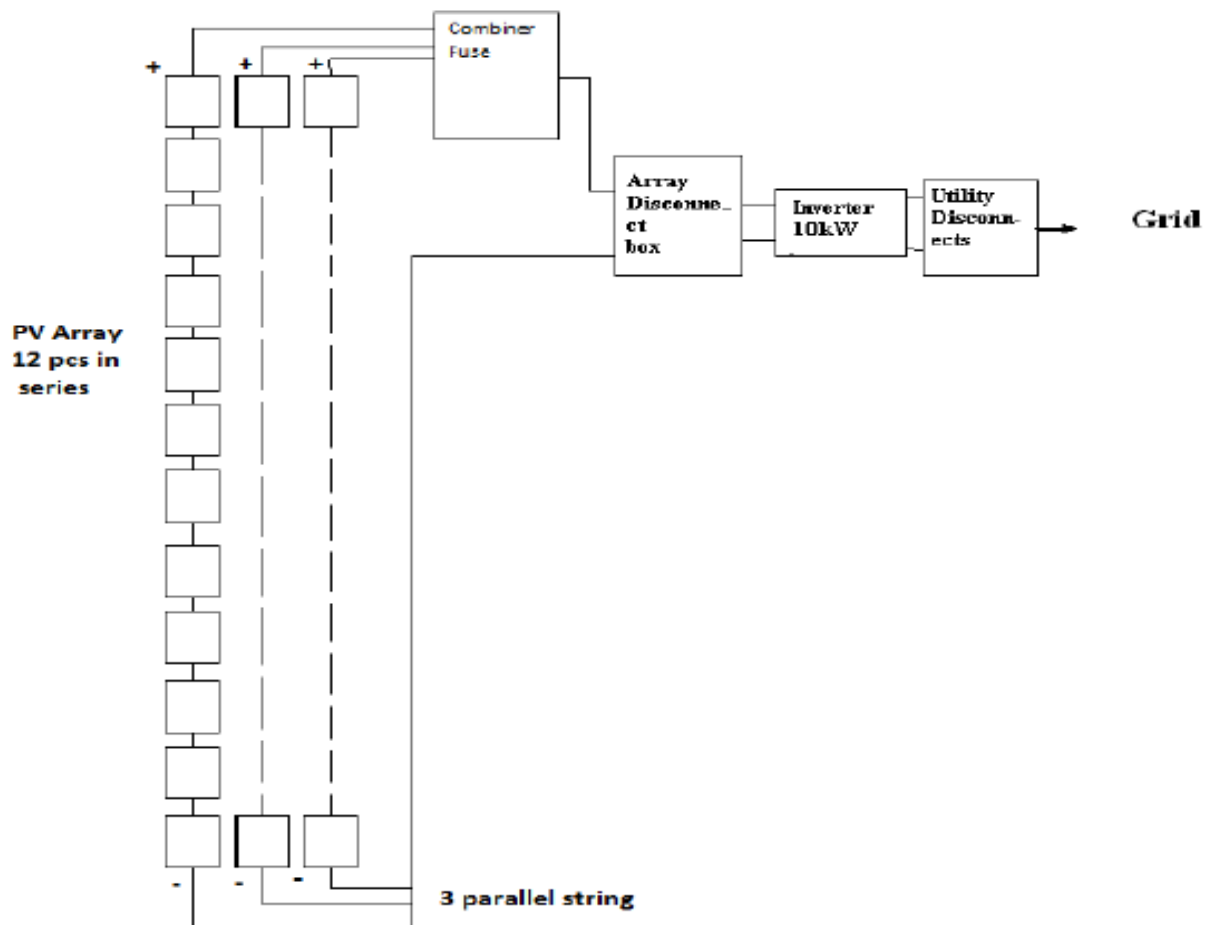 Combiner
Fuse
+
+
+
Array
Disconne_
ct
box
Inverter
10kW
Utility
Disconn-
ects
Grid
PV Array
12 pcs in
series
-
-
-
3 parallel string